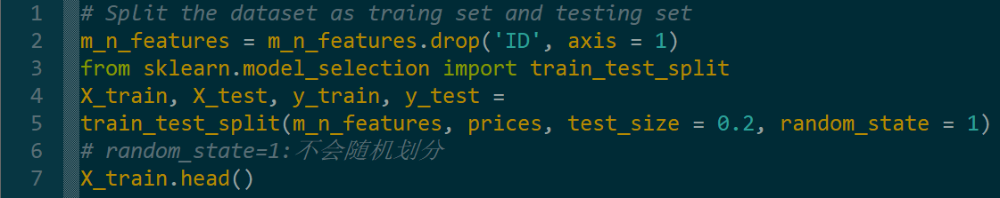 1 # Split the dataset as traing set and testing set
2 m_n_features = m_n_features.drop('ID', axis = 1)
3 from sklearn.model_selection import train_test_split
4 X_train, X_test, y_train, y_test =
5 train_test_split(m_n_features, prices, test_size = 0.2, random_state = 1)
6 # random_state=1:不会随机划分
7 X_train.head()